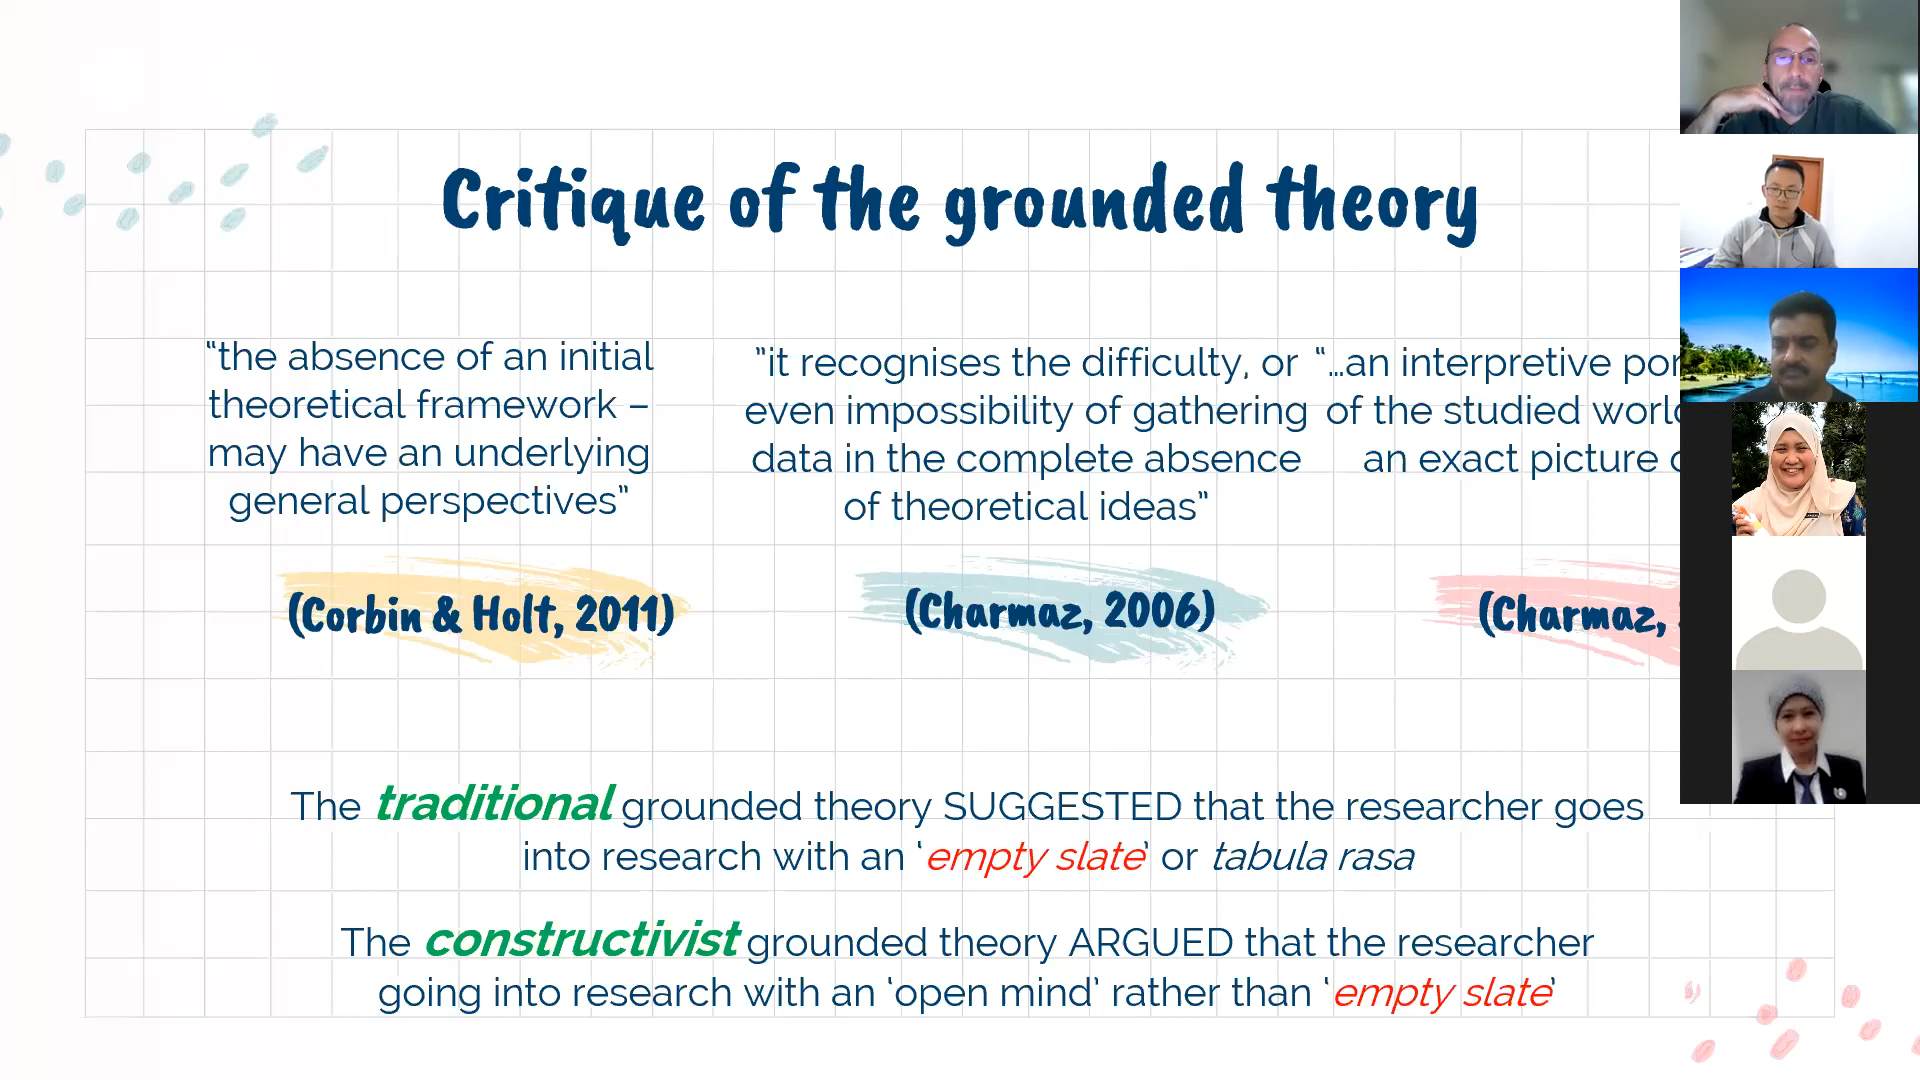 Critique of the grounded theory
“the absence of an initial
theoretical framework –
may have an underlying
general perspectives”
(Corbin & Holt, 2011)
”it recognises the difficulty, or
even impossibility of gathering
data in the complete absence
of theoretical ideas”
(Charmaz, 2006)
“…an interpretive
of the studied
an exact picture
(Charmaz,
The traditional grounded theory SUGGESTED that the researcher goes
into research with an ‘empty slate’ or tabula rasa
The constructivist grounded theory ARGUED that the researcher
going into research with an ‘open mind’ rather than ‘empty slate’